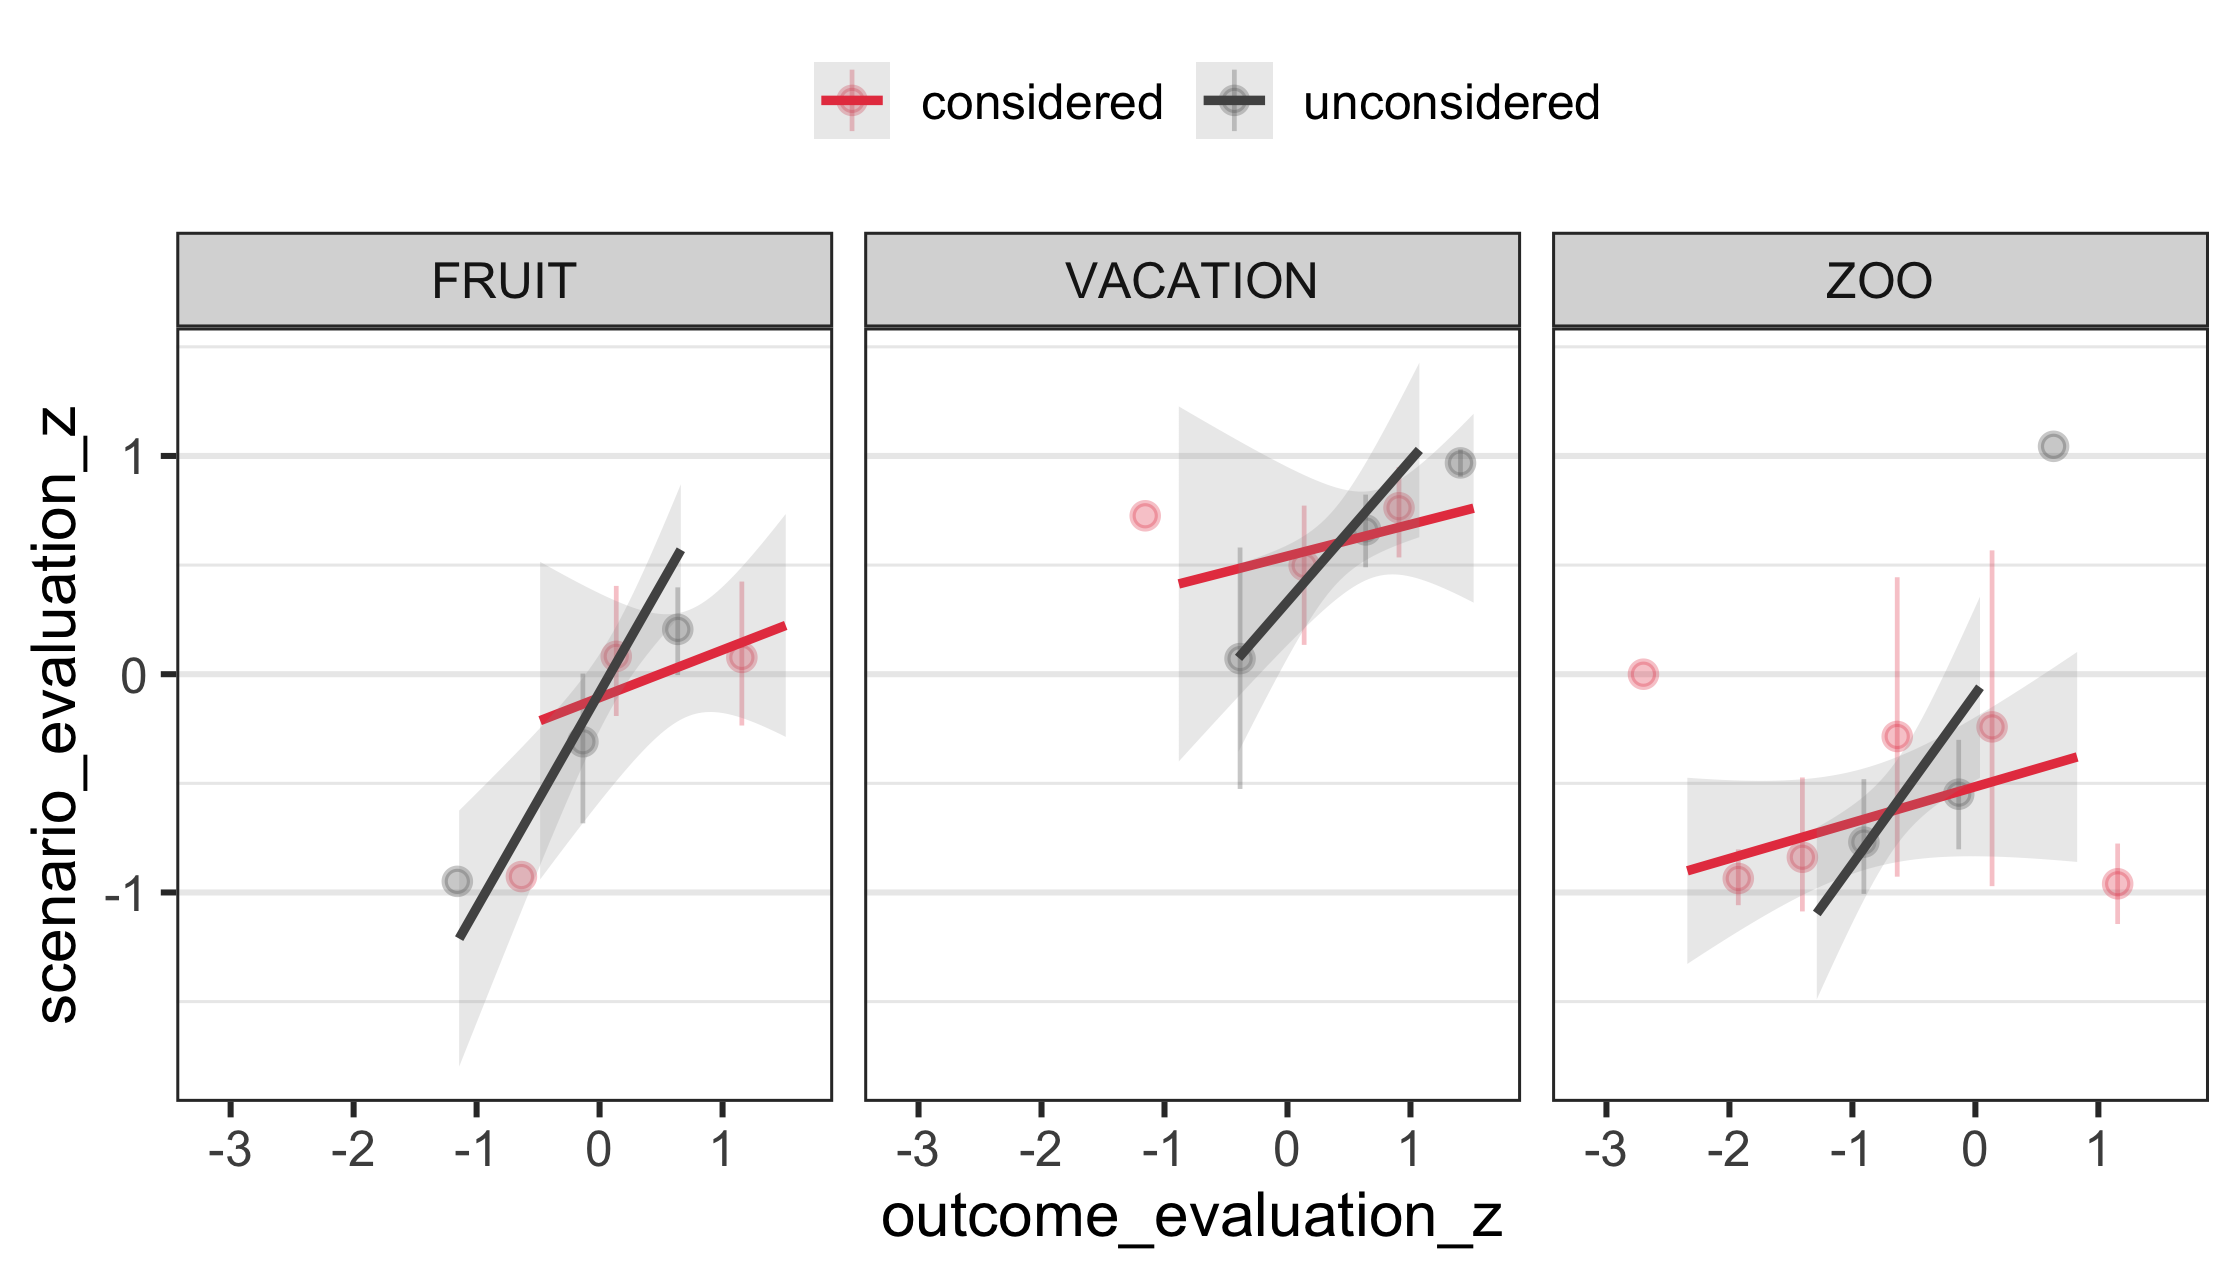 considered unconsidered
FRUIT VACATION ZOO
scenario_evaluation_z
1
0
-1
-3 -2 -1 0 1 -3 -2 -1 0 1 -3 -2 -1 0 1
outcome_evaluation_z